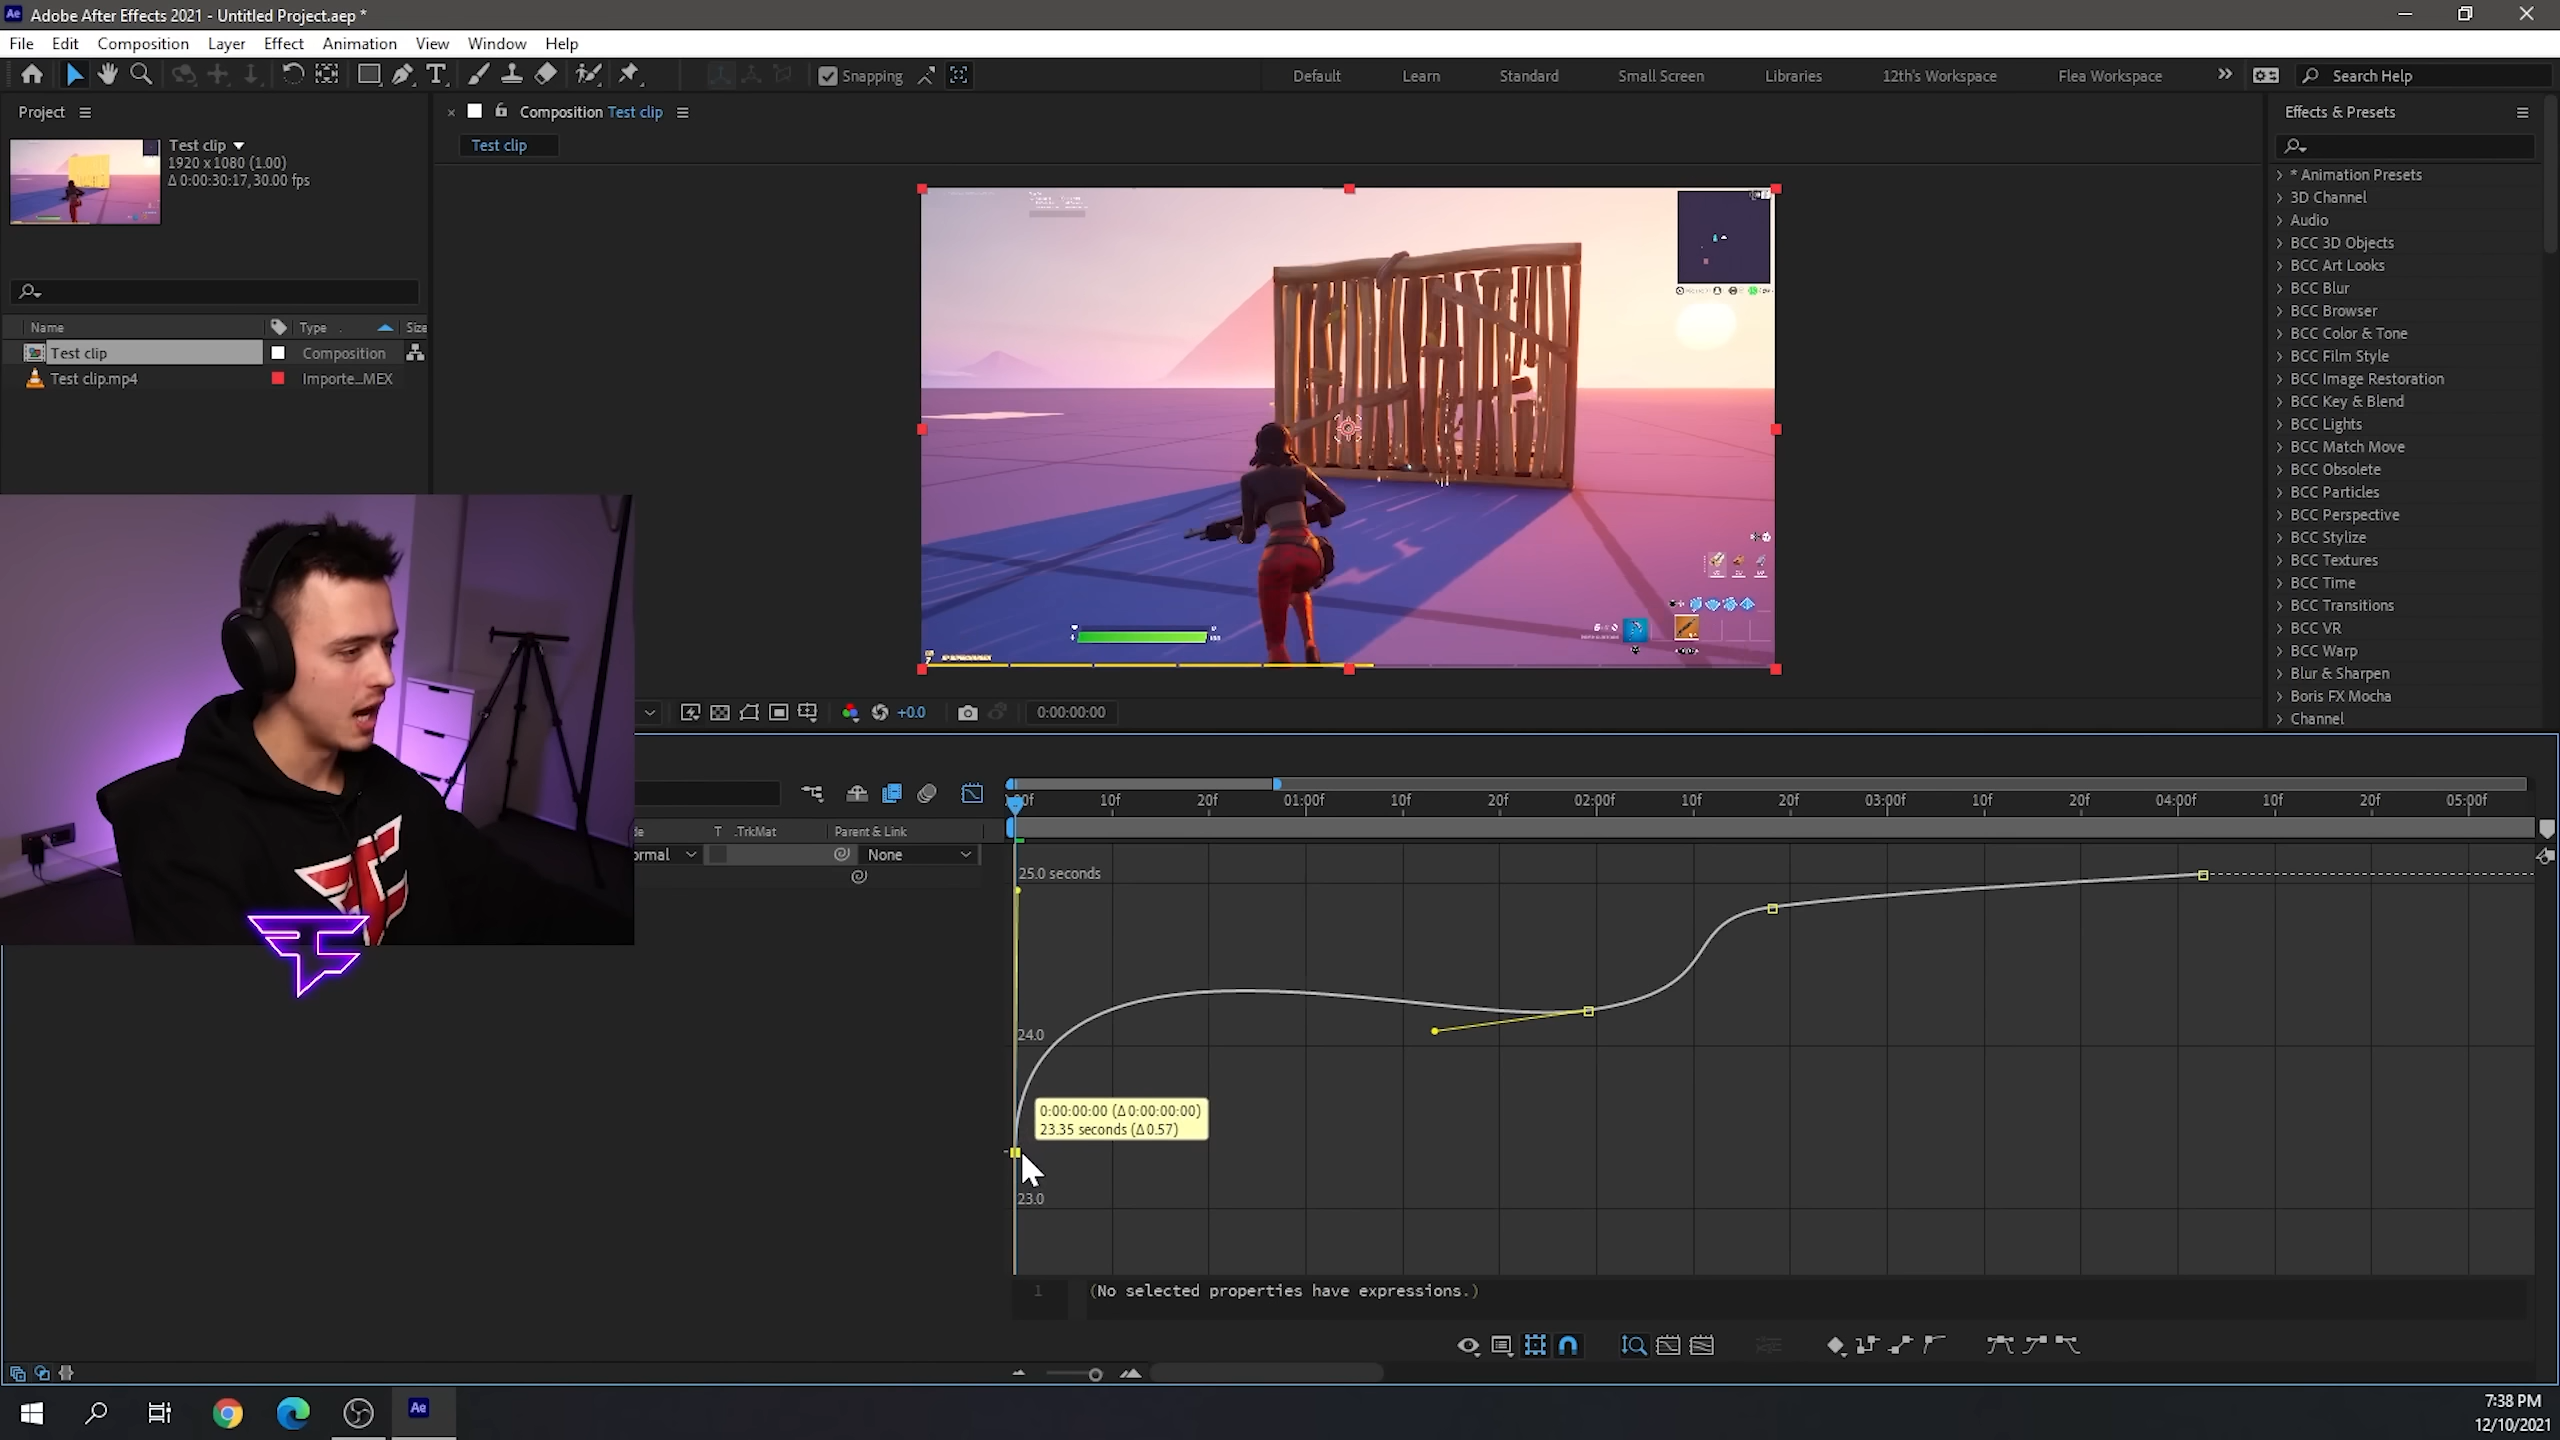 Adobe After Effects 2021 - Untitled Project.aep *
File Edit Composition Layer Effect Animation View Window Help
Snapping
Default Learn Standard Small Screen Libraries 12th's Workspace Flea Workspace
Search Help
Project
Test clip
1920 x 1080 (1.00)
Δ 0:00:30:17, 30.00 fps
Name Type Size
Test clip Composition
Test clip.mp4 Importe...MEX
Composition Test clip
Test clip
+0.0 0:00:00:00
Effects & Presets
* Animation Presets
3D Channel
Audio
BCC 3D Objects
BCC Art Looks
BCC Blur
BCC Browser
BCC Color & Tone
BCC Film Style
BCC Image Restoration
BCC Key & Blend
BCC Lights
BCC Match Move
BCC Obsolete
BCC Particles
BCC Perspective
BCC Stylize
BCC Textures
BCC Time
BCC Transitions
BCC VR
BCC Warp
Blur & Sharpen
Boris FX Mocha
Channel
10f 20f 01:00f 10f 20f 02:00f 10f 20f 03:00f 10f 20f 04:00f 10f 20f 05:00f
T .TrkMat Parent & Link
None
25.0 seconds
24.0
0:00:00:00 (Δ 0:00:00:00)
23.35 seconds (Δ 0.57)
23.0
1 (No selected properties have expressions.)
Ae
7:38 PM
12/10/2021